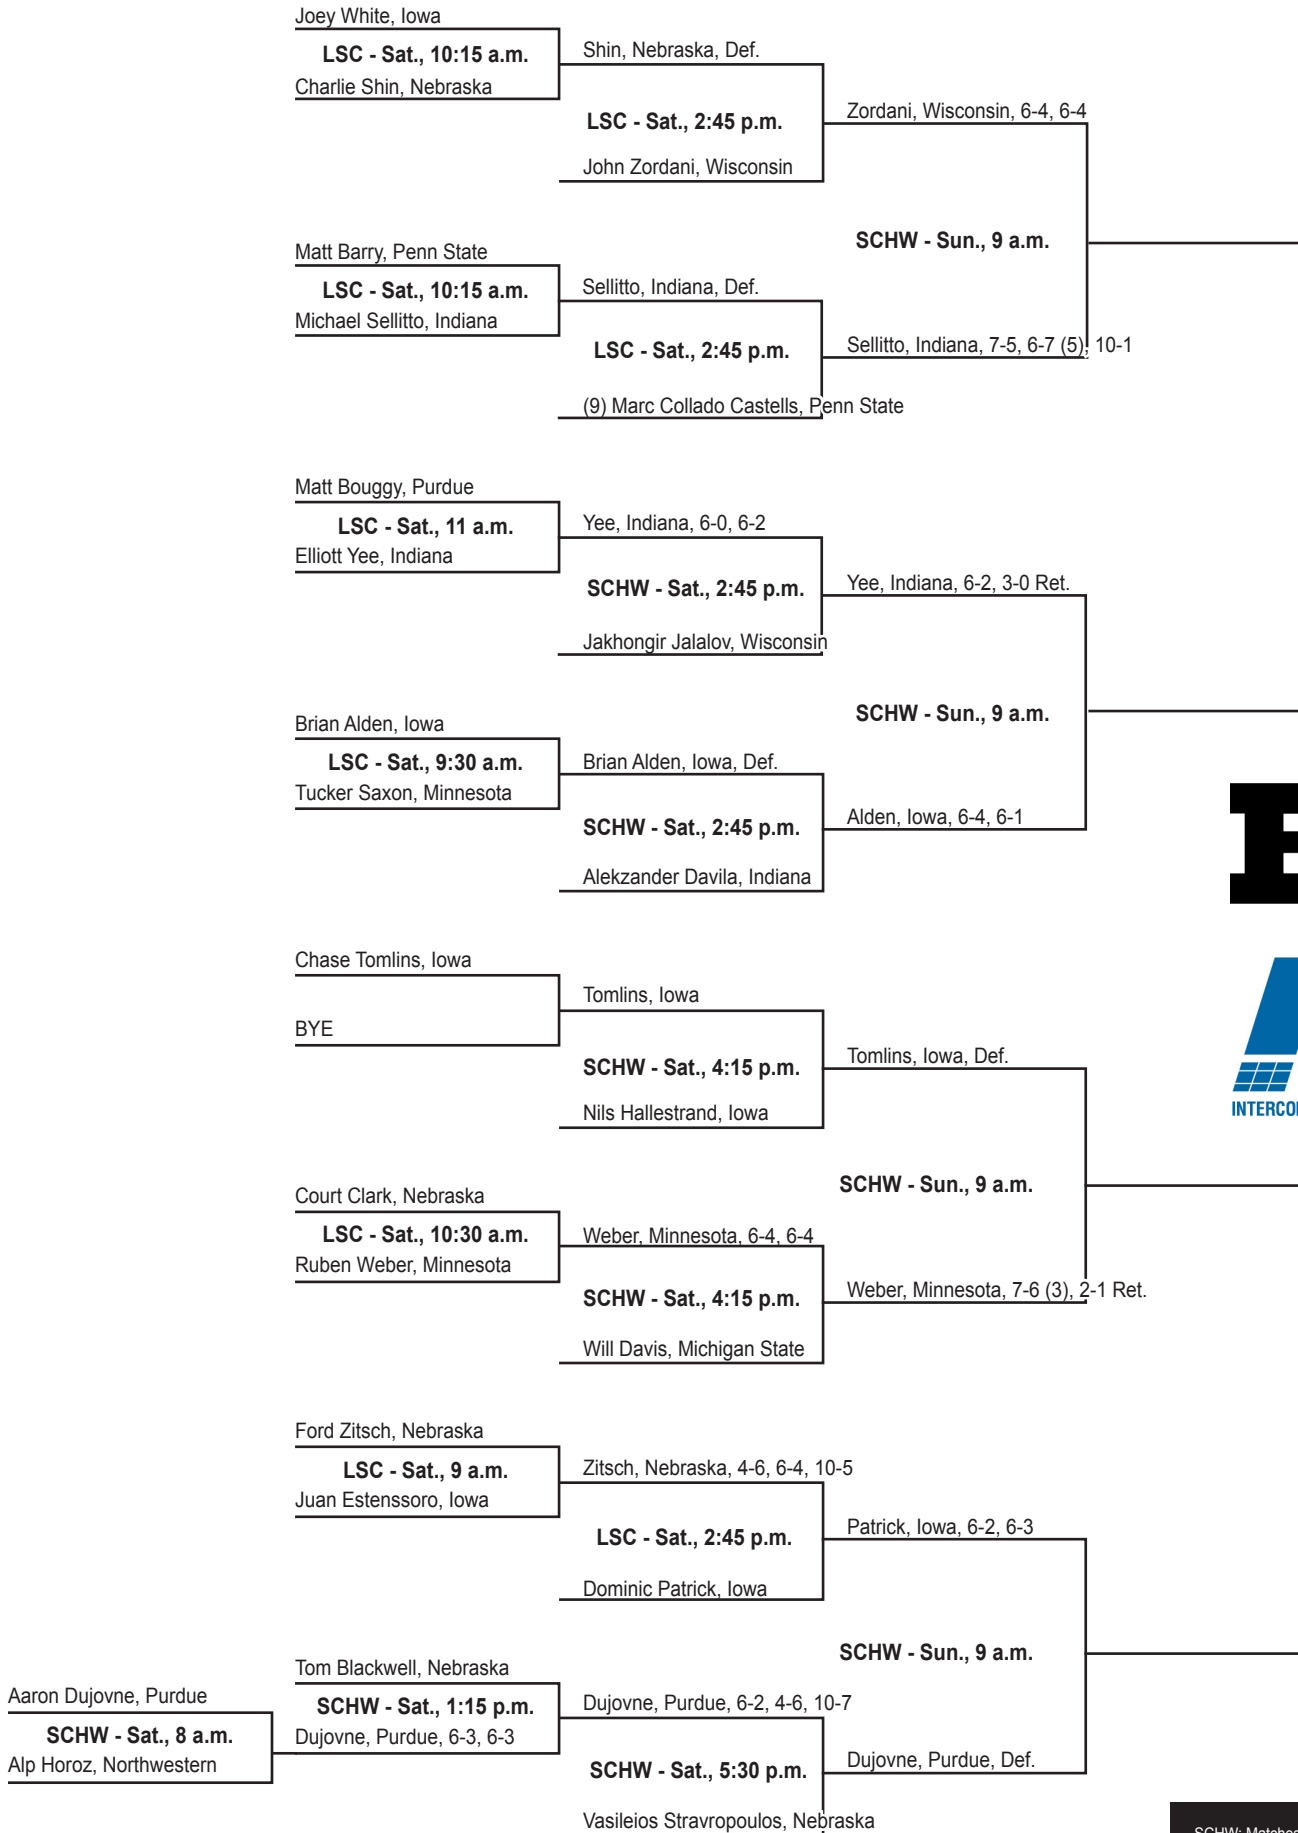 Joey White, Iowa
LSC - Sat., 10:15 a.m.
Charlie Shin, Nebraska
Shin, Nebraska, Def.
LSC - Sat., 2:45 p.m.
John Zordani, Wisconsin
Zordani, Wisconsin, 6-4, 6-4
SCHW - Sun., 9 a.m.
Matt Barry, Penn State
LSC - Sat., 10:15 a.m.
Michael Sellitto, Indiana
Sellitto, Indiana, Def.
LSC - Sat., 2:45 p.m.
(9) Marc Collado Castells, Penn State
Sellitto, Indiana, 7-5, 6-7 (5), 10-1
Matt Bouggy, Purdue
LSC - Sat., 11 a.m.
Elliott Yee, Indiana
Yee, Indiana, 6-0, 6-2
SCHW - Sat., 2:45 p.m.
Jakhongir Jalalov, Wisconsin
Yee, Indiana, 6-2, 3-0 Ret.
SCHW - Sun., 9 a.m.
Brian Alden, Iowa
LSC - Sat., 9:30 a.m.
Tucker Saxon, Minnesota
Brian Alden, Iowa, Def.
SCHW - Sat., 2:45 p.m.
Alekzander Davila, Indiana
Alden, Iowa, 6-4, 6-1
Chase Tomlins, Iowa
BYE
Tomlins, Iowa
SCHW - Sat., 4:15 p.m.
Nils Hallestrand, Iowa
Tomlins, Iowa, Def.
SCHW - Sun., 9 a.m.
Court Clark, Nebraska
LSC - Sat., 10:30 a.m.
Ruben Weber, Minnesota
Weber, Minnesota, 6-4, 6-4
SCHW - Sat., 4:15 p.m.
Will Davis, Michigan State
Weber, Minnesota, 7-6 (3), 2-1 Ret.
Ford Zitsch, Nebraska
LSC - Sat., 9 a.m.
Juan Estenssoro, Iowa
Zitsch, Nebraska, 4-6, 6-4, 10-5
LSC - Sat., 2:45 p.m.
Dominic Patrick, Iowa
Patrick, Iowa, 6-2, 6-3
SCHW - Sun., 9 a.m.
Aaron Dujovne, Purdue
SCHW - Sat., 8 a.m.
Alp Horoz, Northwestern
Tom Blackwell, Nebraska
SCHW - Sat., 1:15 p.m.
Dujovne, Purdue, 6-3, 6-3
Dujovne, Purdue, 6-2, 4-6, 10-7
SCHW - Sat., 5:30 p.m.
Vasileios Stravropoulos, Nebraska
Dujovne, Purdue, Def.
INTERCO
SCHW: Matches